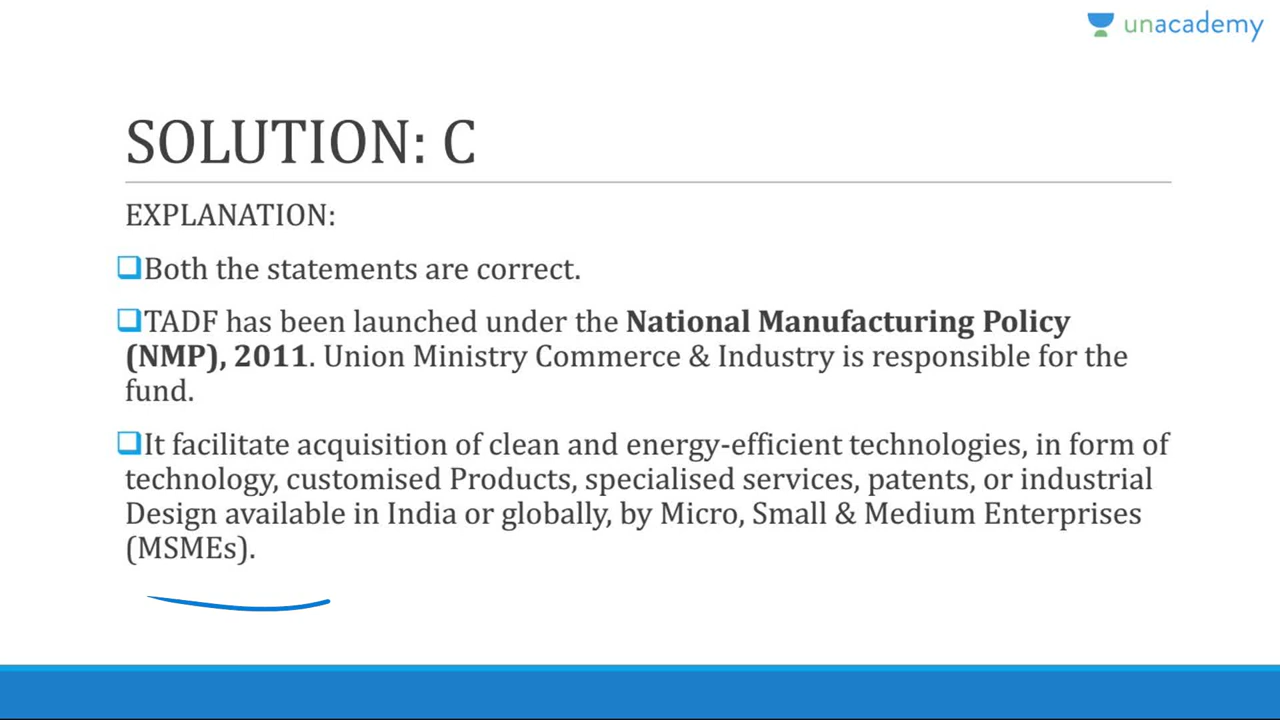 unacademy
SOLUTION: C
EXPLANATION:
Both the statements are correct.
TADF has been launched under the National Manufacturing Policy
(NMP), 2011. Union Ministry Commerce & Industry is responsible for the
fund.
It facilitate acquisition of clean and energy-efficient technologies, in form of
technology, customised Products, specialised services, patents, or industrial
Design available in India or globally, by Micro, Small & Medium Enterprises
(MSMEs).